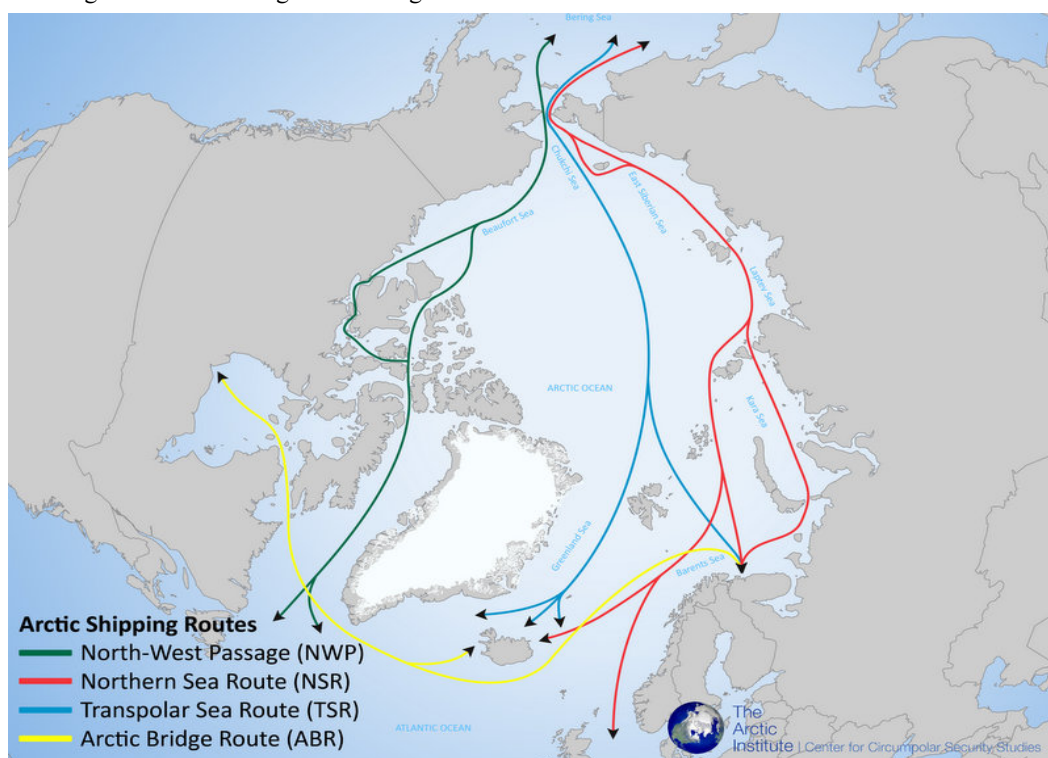 Bering Sea
Chukchi Sea
East Siberian Sea
Beaufort Sea
Laptev Sea
ARCTIC OCEAN
Kara Sea
Greenland Sea
Barents Sea
Arctic Shipping Routes
North-West Passage (NWP)
Northern Sea Route (NSR)
Transpolar Sea Route (TSR)
Arctic Bridge Route (ABR)
ATLANTIC OCEAN
The
Arctic
Institute | Center for Circumpolar Security Studies